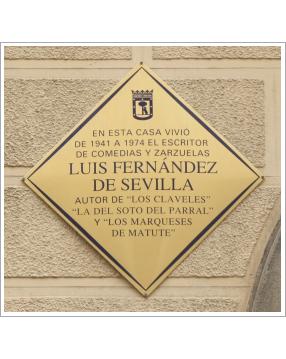 EN ESTA CASA VIVIÓ
DE 1941 A 1974 EL ESCRITOR
DE COMEDIAS Y ZARZUELAS
LUIS FERNÁNDEZ
DE SEVILLA
AUTOR DE "LOS CLAVELES"
"LA DEL SOTO DEL PARRAL"
Y "LOS MARQUESES
DE MATUTE"